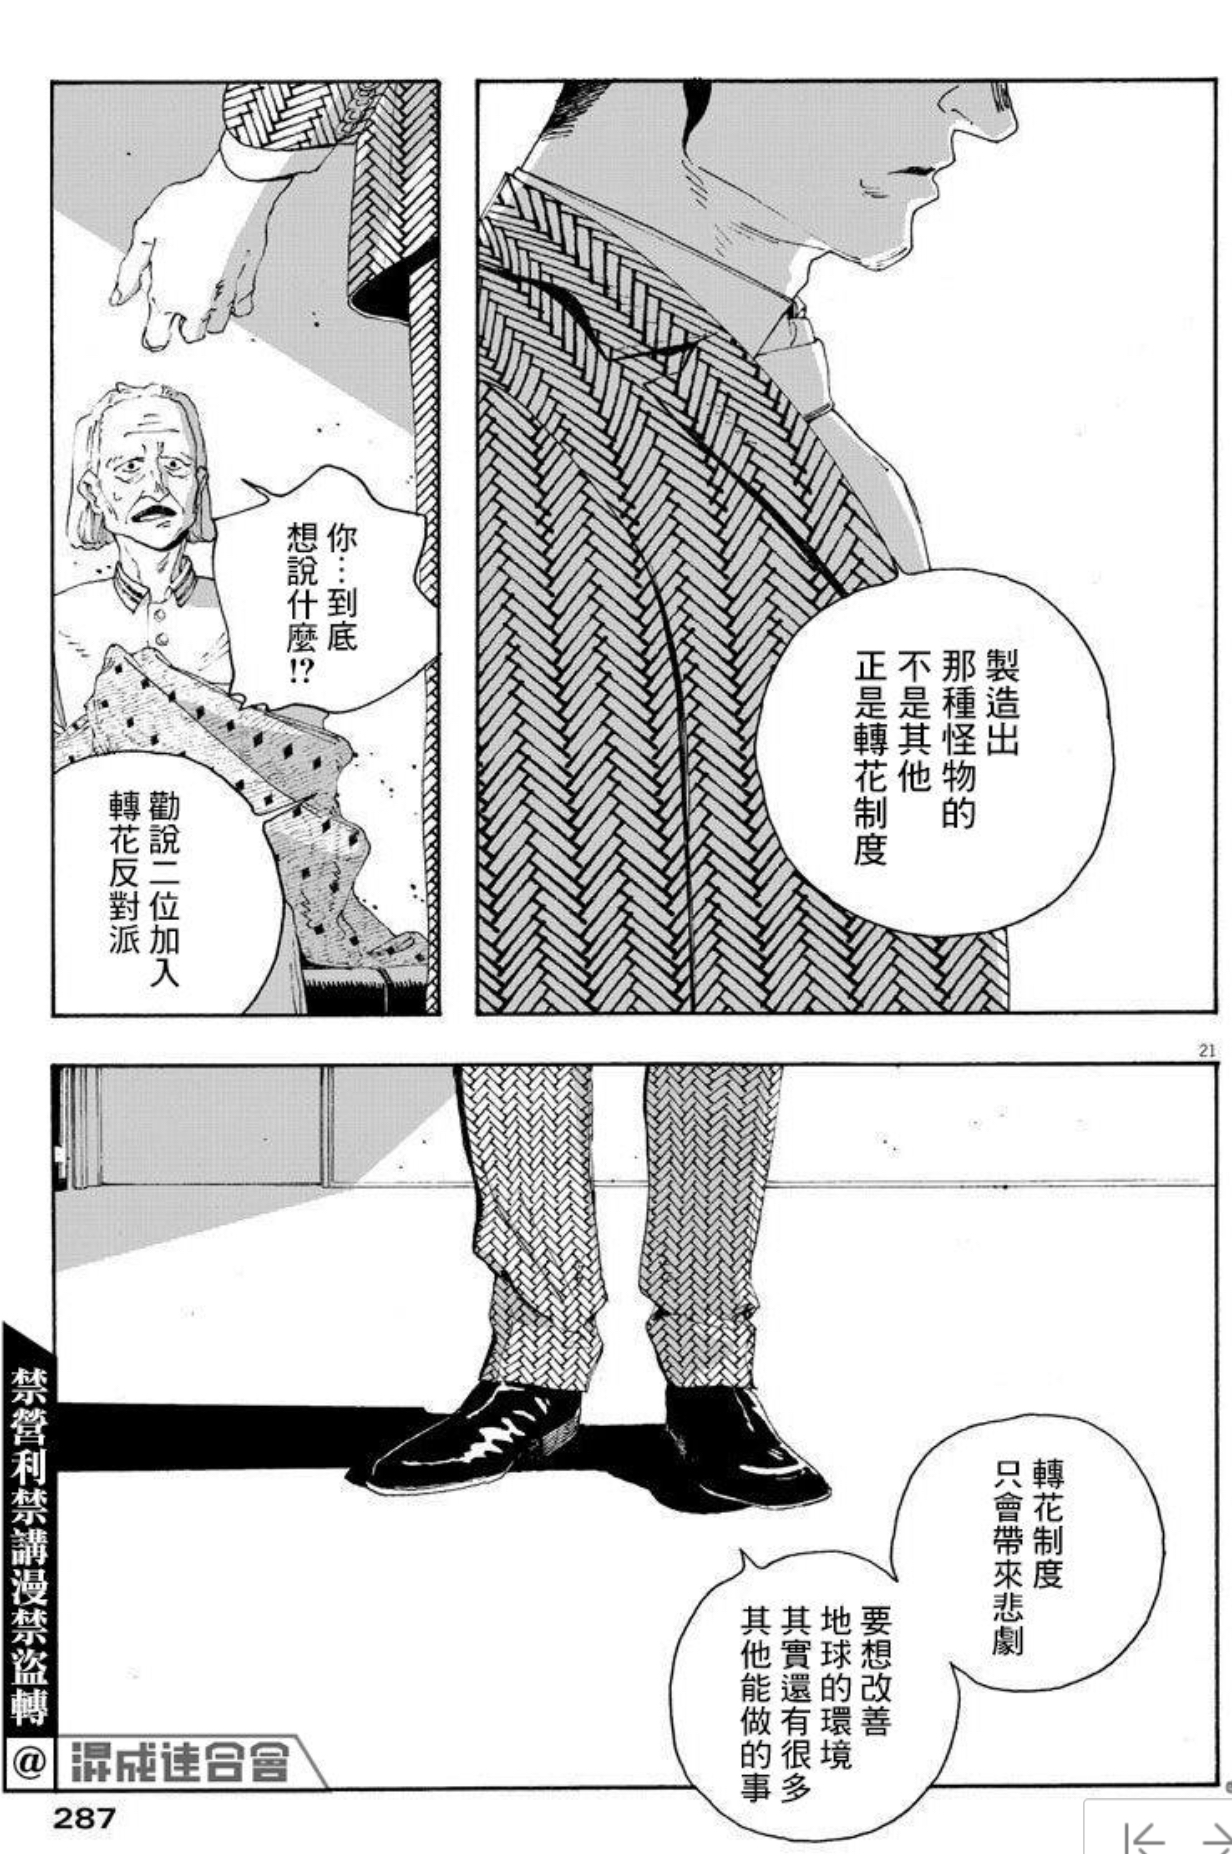 製造出
那種怪物的
不是其他
正是轉花制度
你…到底
想說什麼!?
勸說二位加入
轉花反對派
21
轉花制度
只會帶來悲劇
要想改善
地球的環境
其實還有很多
其他能做的事
禁營利禁講漫禁盜轉
@
混成連合會
287